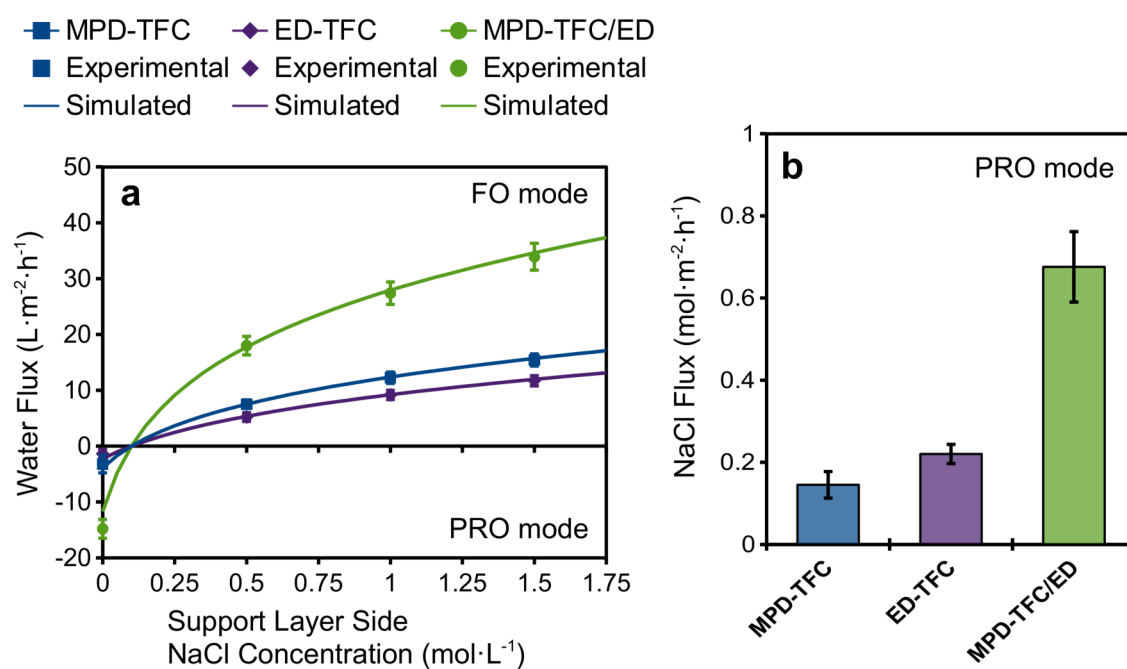 MPD-TFC ED-TFC MPD-TFC/ED
Experimental Experimental Experimental
Simulated Simulated Simulated
a
FO mode
PRO mode
50
40
30
20
10
0
-10
-20
Water Flux (L·m⁻²·h⁻¹)
0 0.25 0.5 0.75 1 1.25 1.5 1.75
Support Layer Side
NaCl Concentration (mol·L⁻¹)
b
PRO mode
1
0.8
0.6
0.4
0.2
0
NaCl Flux (mol·m⁻²·h⁻¹)
MPD-TFC
ED-TFC
MPD-TFC/ED